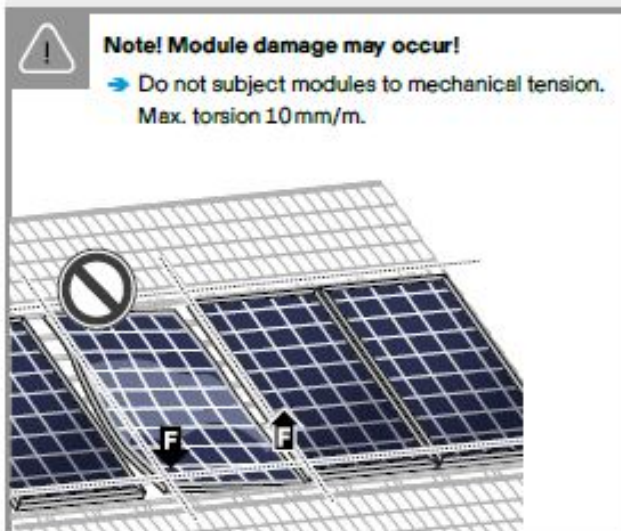 !
Note! Module damage may occur!
➔ Do not subject modules to mechanical tension.
Max. torsion 10 mm/m.
F
F